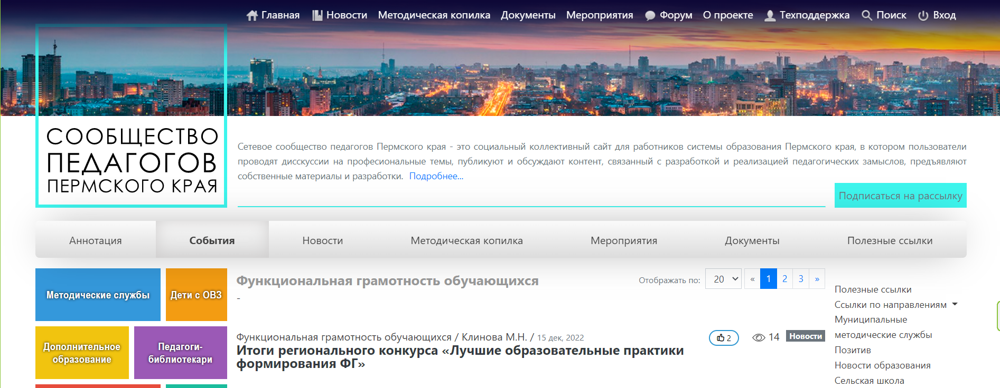 Главная Новости Методическая копилка Документы Мероприятия Форум О проекте Техподдержка Поиск Вход
СООБЩЕСТВО
ПЕДАГОГОВ
ПЕРМСКОГО КРАЯ
Сетевое сообщество педагогов Пермского края - это социальный коллективный сайт для работников системы образования Пермского края, в котором пользователи
проводят дисскуссии на професиональные темы, публикуют и обсуждают контент, связанный с разработкой и реализацией педагогических замыслов, предъявляют
собственные материалы и разработки. Подробнее...
Подписаться на рассылку
Аннотация События Новости Методическая копилка Мероприятия Документы Полезные ссылки
Методические службы
Дети с ОВЗ
Дополнительное
образование
Педагоги-
библиотекари
Функциональная грамотность обучающихся
-
Отображать по: 20 « 1 2 3 »
Функциональная грамотность обучающихся / Клинова М.Н. / 15 дек, 2022
2 14 Новости
Итоги регионального конкурса «Лучшие образовательные практики
формирования ФГ»
Полезные ссылки
Ссылки по направлениям
Муниципальные
методические службы
Позитив
Новости образования
Сельская школа